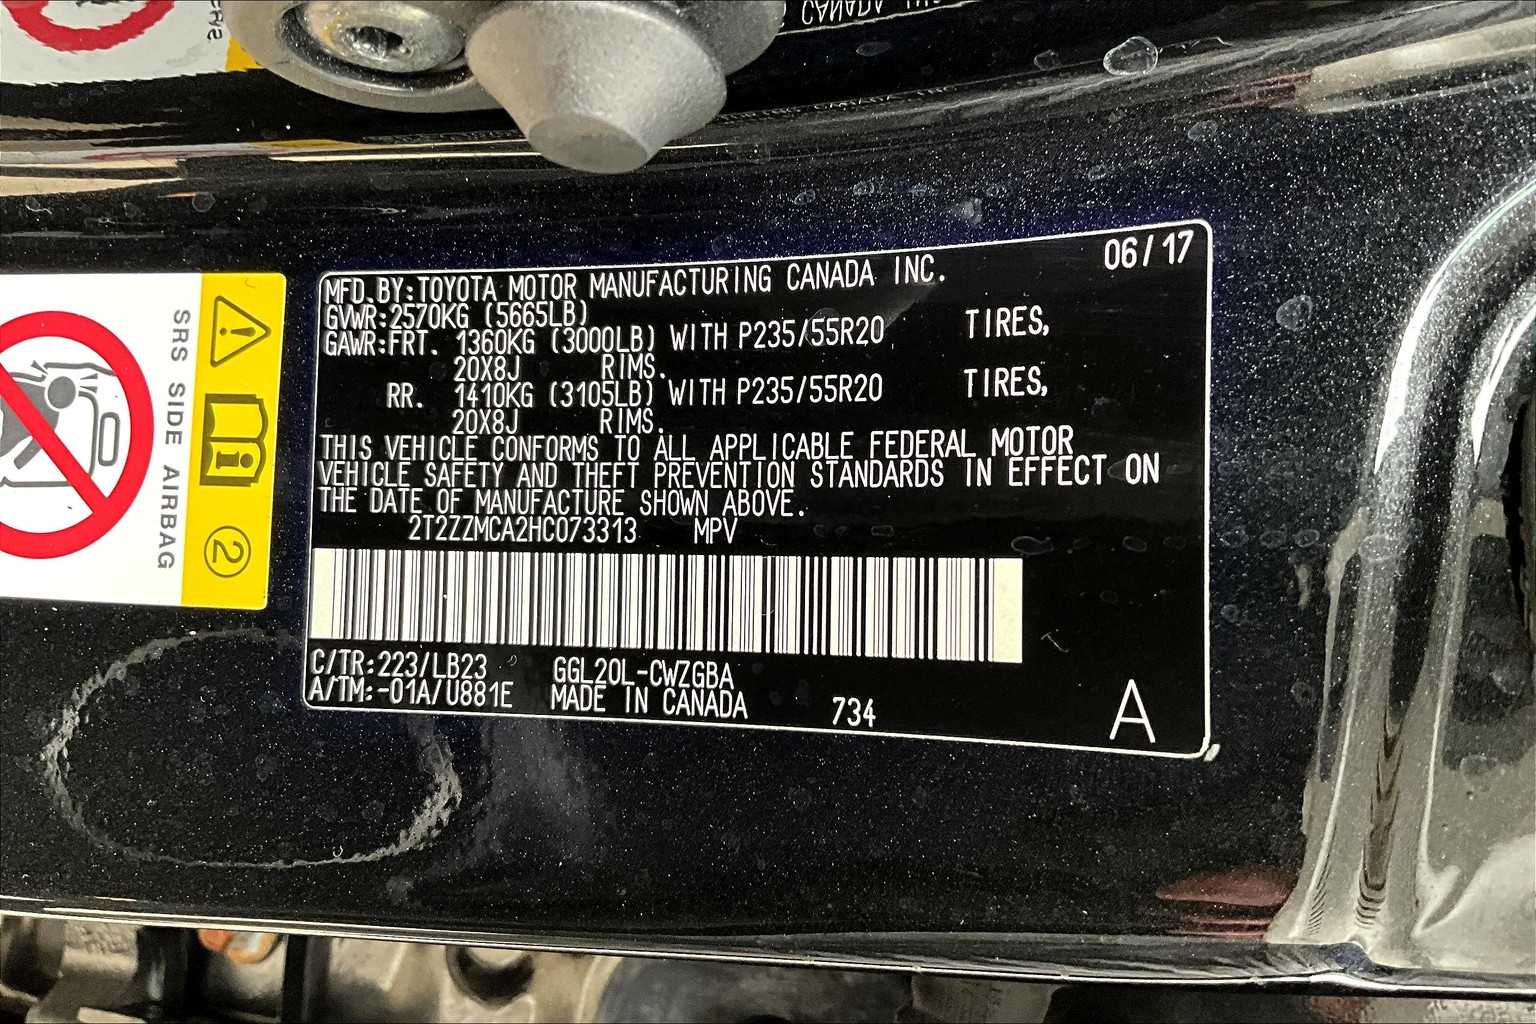 CANADA INC
SRS SIDE AIRBAG
2
06/17
MFD.BY:TOYOTA MOTOR MANUFACTURING CANADA INC.
GVWR:2570KG (5665LB)
GAWR:FRT. 1360KG (3000LB) WITH P235/55R20 TIRES,
20X8J RIMS.
RR. 1410KG (3105LB) WITH P235/55R20 TIRES,
20X8J RIMS.
THIS VEHICLE CONFORMS TO ALL APPLICABLE FEDERAL MOTOR
VEHICLE SAFETY AND THEFT PREVENTION STANDARDS IN EFFECT ON
THE DATE OF MANUFACTURE SHOWN ABOVE.
2T2ZZMCA2HC073313 MPV
C/TR:223/LB23 GGL20L-CWZGBA
A/TM:-01A/U881E MADE IN CANADA
734
A